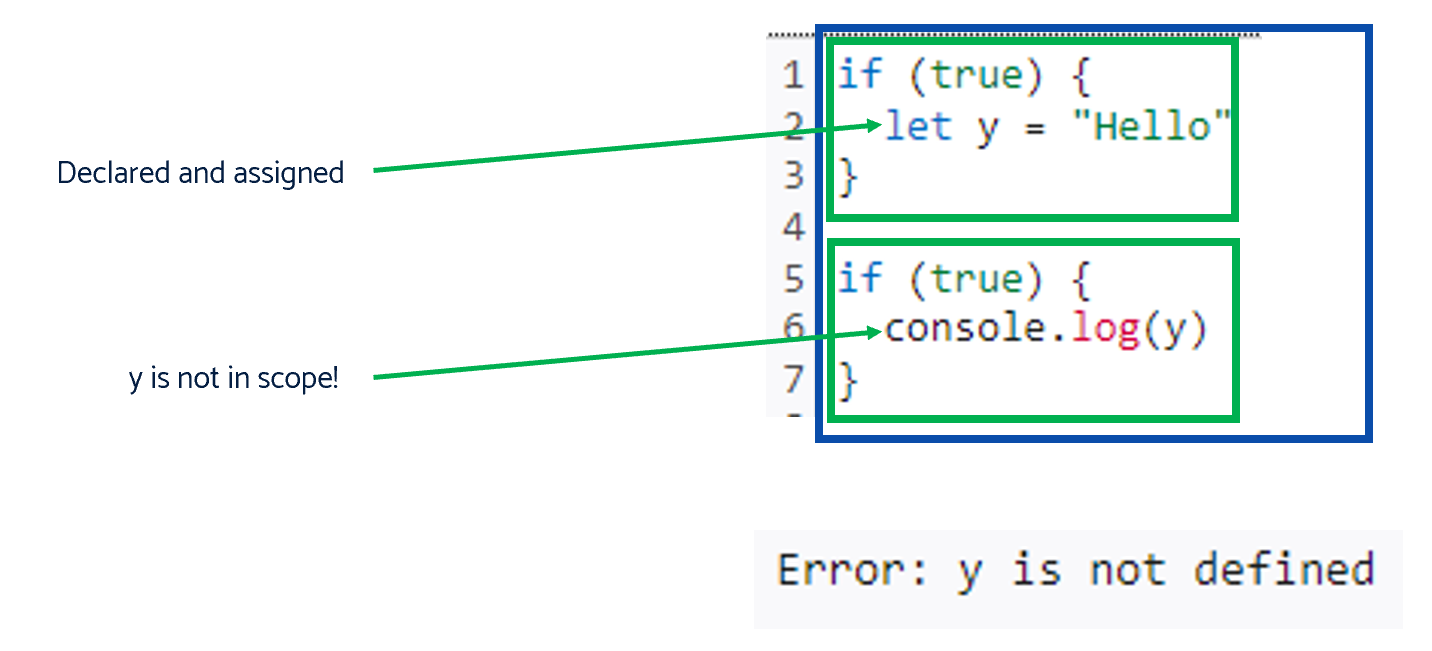 1 if (true) {
2 let y = "Hello"
Declared and assigned
3 }
4
5 if (true) {
6 console.log(y)
y is not in scope!
7 }
Error: y is not defined